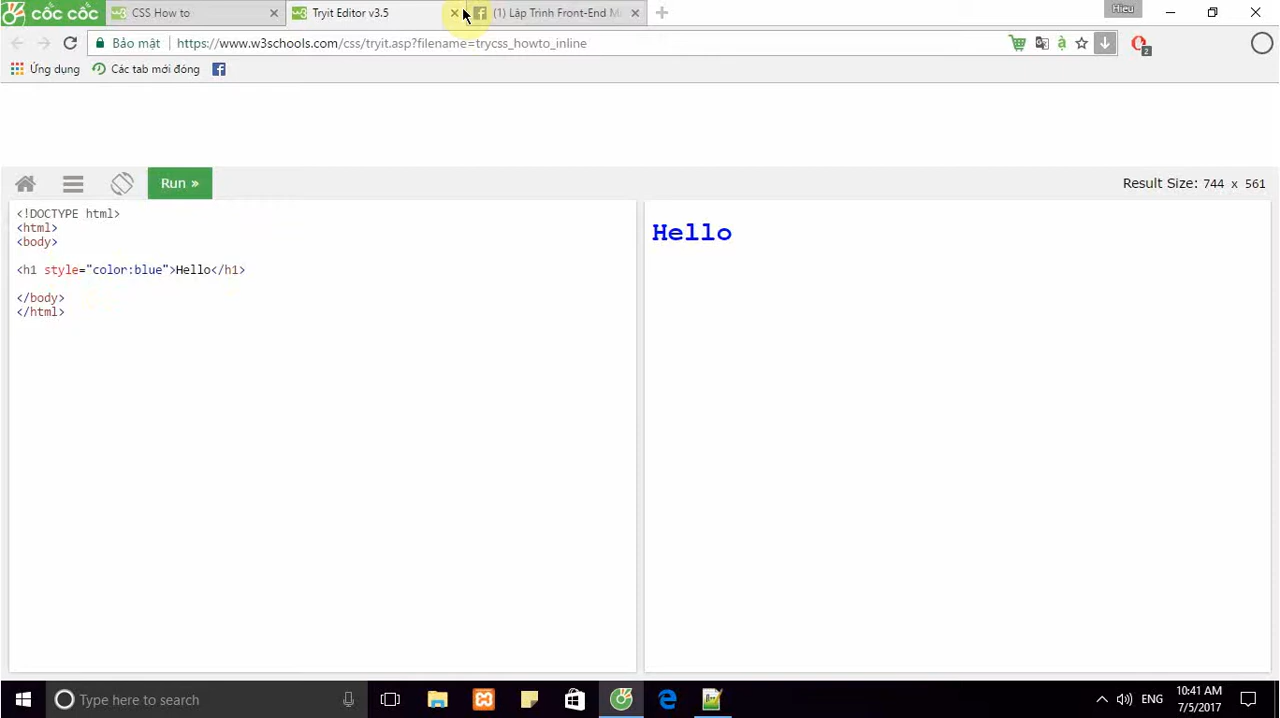 cốc cốc CSS How to Tryit Editor v3.5 (1) Lập Trình Front-End M Hieu
Bảo mật https://www.w3schools.com/css/tryit.asp?filename=trycss_howto_inline 2
Ứng dụng Các tab mới đóng
Run » Result Size: 744 x 561
<!DOCTYPE html>
<html>
<body>
<h1 style="color:blue">Hello</h1>
</body>
</html>
Hello
Type here to search ENG 10:41 AM
7/5/2017